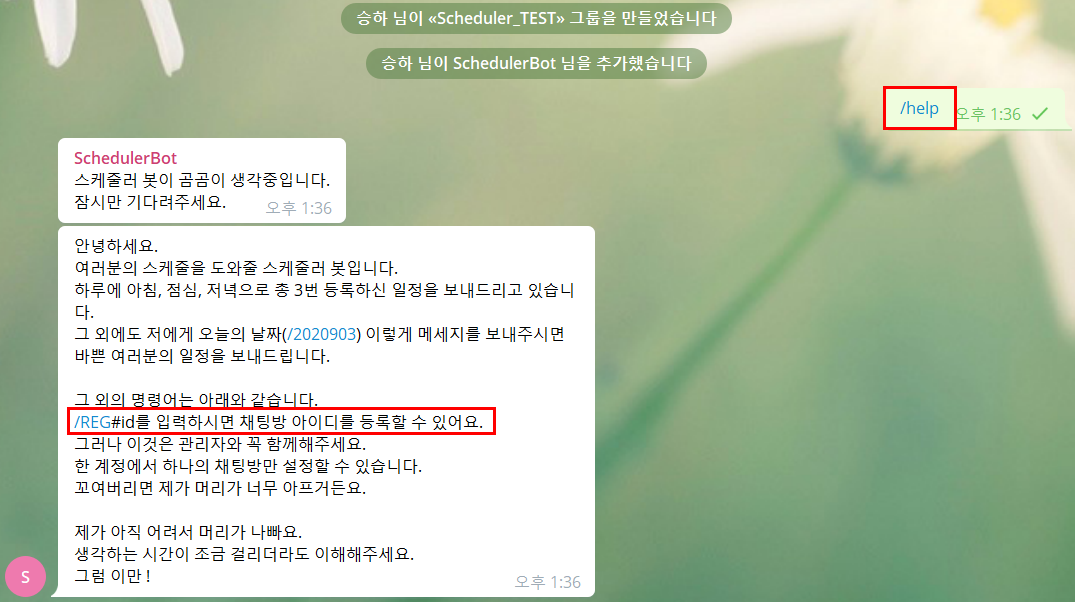 승하 님이 «Scheduler_TEST» 그룹을 만들었습니다
승하 님이 SchedulerBot 님을 추가했습니다
/help 오후 1:36
SchedulerBot
스케줄러 봇이 곰곰이 생각중입니다.
잠시만 기다려주세요. 오후 1:36
안녕하세요.
여러분의 스케줄을 도와줄 스케줄러 봇입니다.
하루에 아침, 점심, 저녁으로 총 3번 등록하신 일정을 보내드리고 있습니
다.
그 외에도 저에게 오늘의 날짜(/2020903) 이렇게 메세지를 보내주시면
바쁜 여러분의 일정을 보내드립니다.
그 외의 명령어는 아래와 같습니다.
/REG#id를 입력하시면 채팅방 아이디를 등록할 수 있어요.
그러나 이것은 관리자와 꼭 함께해주세요.
한 계정에서 하나의 채팅방만 설정할 수 있습니다.
꼬여버리면 제가 머리가 너무 아프거든요.
제가 아직 어려서 머리가 나빠요.
생각하는 시간이 조금 걸리더라도 이해해주세요.
그럼 이만 !
오후 1:36
S